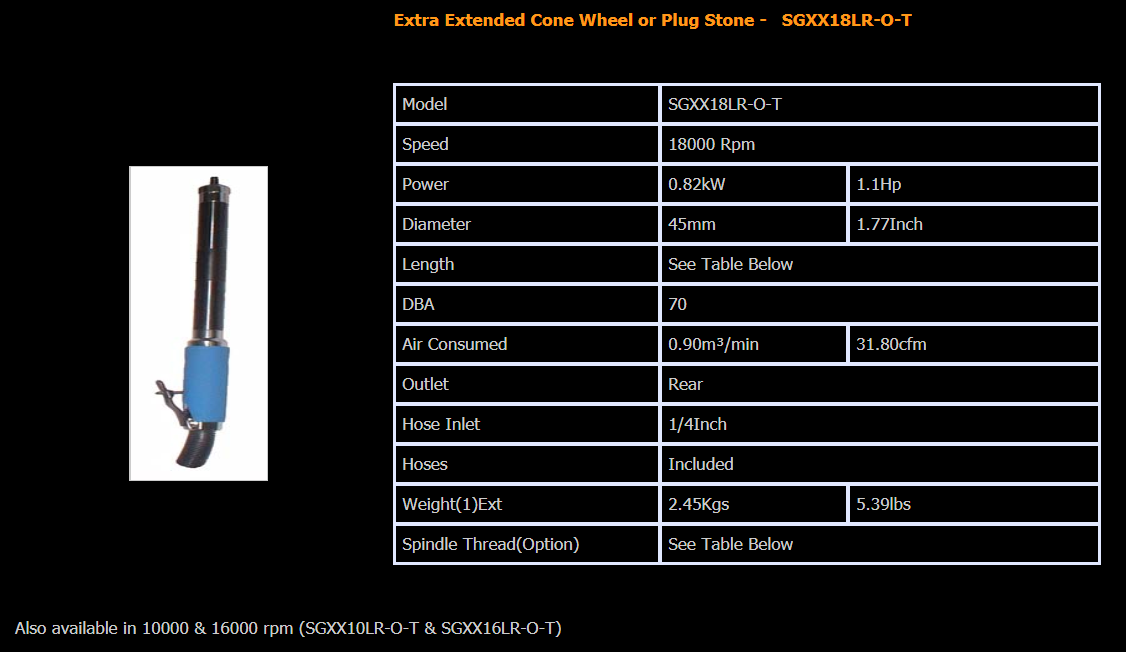 Extra Extended Cone Wheel or Plug Stone - SGXX18LR-O-T
Model SGXX18LR-O-T
Speed 18000 Rpm
Power 0.82kW 1.1Hp
Diameter 45mm 1.77Inch
Length See Table Below
DBA 70
Air Consumed 0.90m³/min 31.80cfm
Outlet Rear
Hose Inlet 1/4Inch
Hoses Included
Weight(1)Ext 2.45Kgs 5.39lbs
Spindle Thread(Option) See Table Below
Also available in 10000 & 16000 rpm (SGXX10LR-O-T & SGXX16LR-O-T)